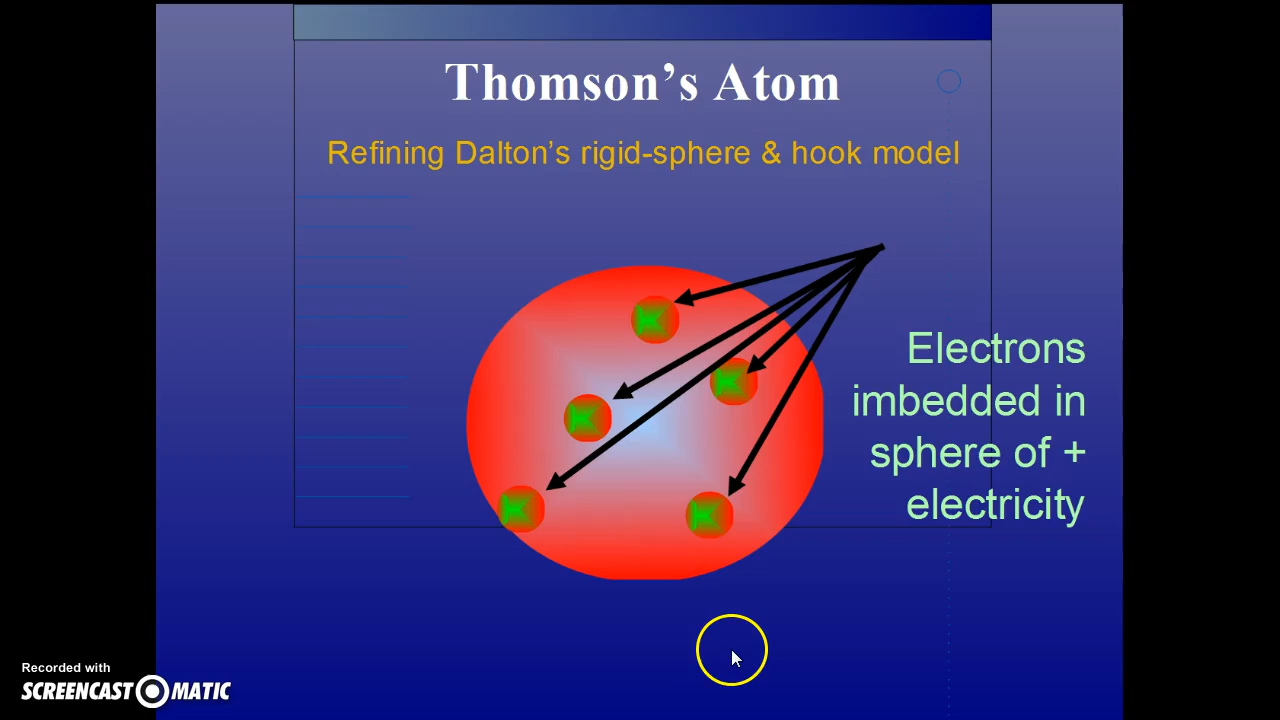 Thomson’s Atom
Refining Dalton’s rigid-sphere & hook model
Electrons
imbedded in
sphere of +
electricity
Recorded with
SCREENCAST MATIC